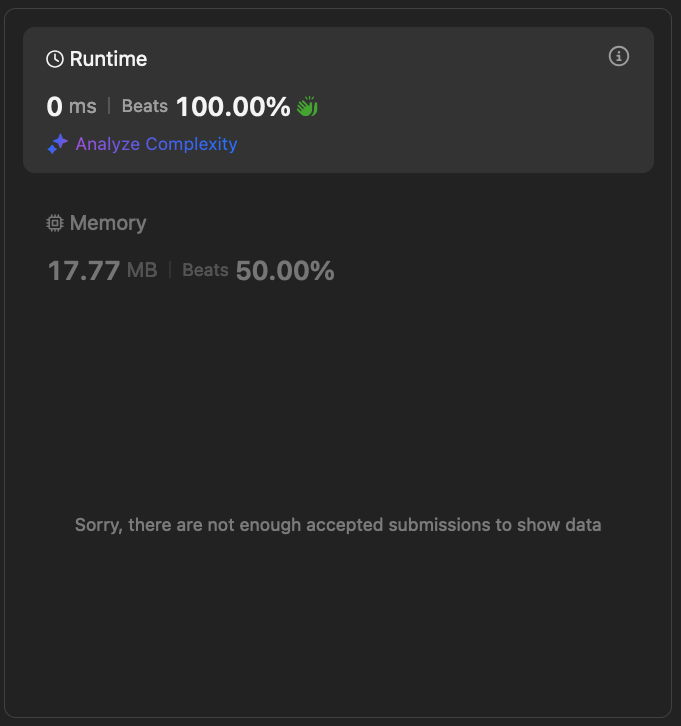 Runtime
0 ms | Beats 100.00%
Analyze Complexity
Memory
17.77 MB | Beats 50.00%
Sorry, there are not enough accepted submissions to show data